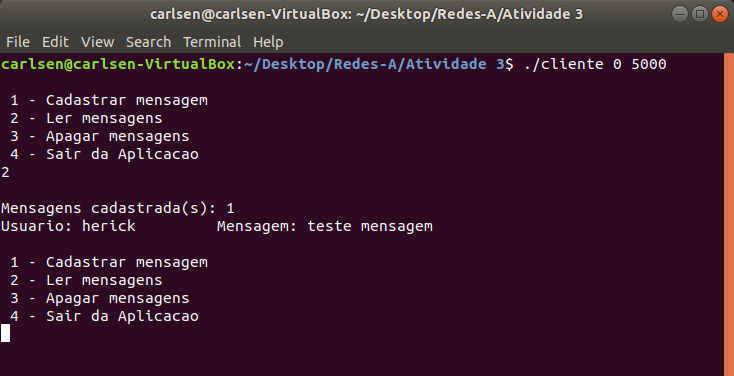 carlsen@carlsen-VirtualBox: ~/Desktop/Redes-A/Atividade 3
File Edit View Search Terminal Help
carlsen@carlsen-VirtualBox:~/Desktop/Redes-A/Atividade 3$ ./cliente 0 5000
1 - Cadastrar mensagem
2 - Ler mensagens
3 - Apagar mensagens
4 - Sair da Aplicacao
2
Mensagens cadastrada(s): 1
Usuario: herick Mensagem: teste mensagem
1 - Cadastrar mensagem
2 - Ler mensagens
3 - Apagar mensagens
4 - Sair da Aplicacao